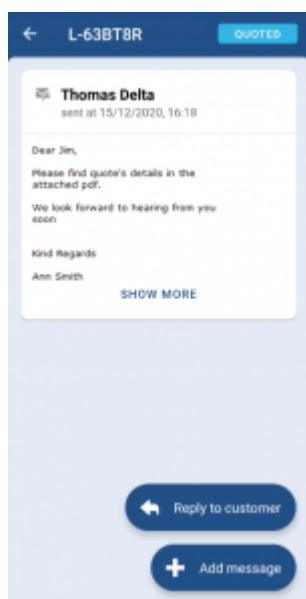 L-63BT8R
QUOTED
Thomas Delta
sent at 15/12/2020, 16:18
Dear Jim,
Please find quote's details in the
attached pdf.
We look forward to hearing from you
soon
Kind Regards
Ann Smith
SHOW MORE
Reply to customer
Add message